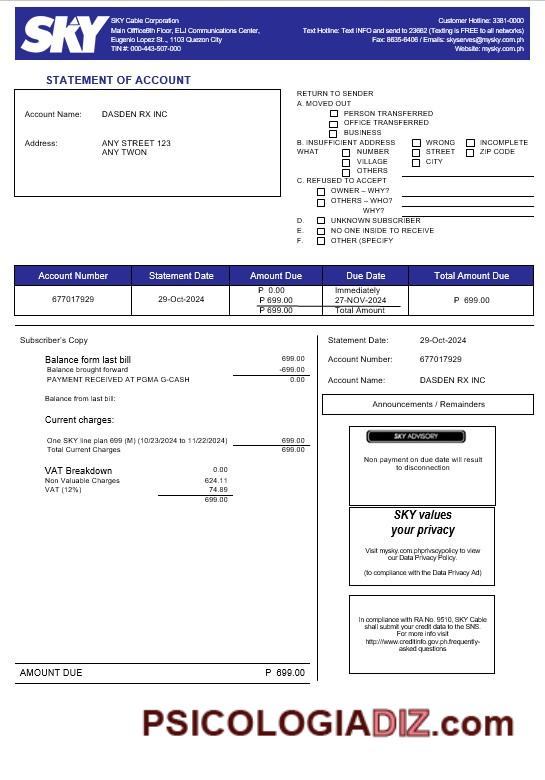 SKY
SKY Cable Corporation
Main Offfice8th Floor, ELJ Communications Center,
Eugenio Lopez St.., 1103 Quezon City
TIN #: 000-443-507-000
Customer Hotline: 3381-0000
Text Hotline: Text INFO and send to 23662 (Texting is FREE to all networks)
Fax: 8635-6406 / Emails: skyserves@mysky.com.ph
Website: mysky.com.ph
STATEMENT OF ACCOUNT
Account Name: DASDEN RX INC
Address: ANY STREET 123
ANY TWON
RETURN TO SENDER
A. MOVED OUT
PERSON TRANSFERRED
OFFICE TRANSFERRED
BUSINESS
B. INSUFFICIENT ADDRESS WRONG INCOMPLETE
WHAT NUMBER STREET ZIP CODE
VILLAGE CITY
OTHERS
C. REFUSED TO ACCEPT
OWNER – WHY?
OTHERS – WHO?
WHY?
D. UNKNOWN SUBSCRIBER
E. NO ONE INSIDE TO RECEIVE
F. OTHER (SPECIFY
Account Number Statement Date Amount Due Due Date Total Amount Due
P 0.00 Immediately
677017929 29-Oct-2024 P 699.00 27-NOV-2024 P 699.00
P 699.00 Total Amount
Subscriber's Copy
Balance form last bill 699.00
Balance brought forward -699.00
PAYMENT RECEIVED AT PGMA G-CASH 0.00
Balance from last bill:
Current charges:
One SKY line plan 699 (M) (10/23/2024 to 11/22/2024) 699.00
Total Current Charges 699.00
VAT Breakdown 0.00
Non Valuable Charges 624.11
VAT (12%) 74.89
699.00
AMOUNT DUE P 699.00
Statement Date: 29-Oct-2024
Account Number: 677017929
Account Name: DASDEN RX INC
Announcements / Remainders
SKY ADVISORY
Non payment on due date will result
to disconnection
SKY values
your privacy
Visit mysky.com.phprivscypolicy to view
our Data Privacy Policy.
(to compliance with the Data Privacy Ad)
In compliance with RA No. 9510, SKY Cable
shall submit your credit data to the SNS.
For more info visit
http://www.creditinfo.gov.ph.frequently-
asked questions
PSICOLOGIADIZ.com